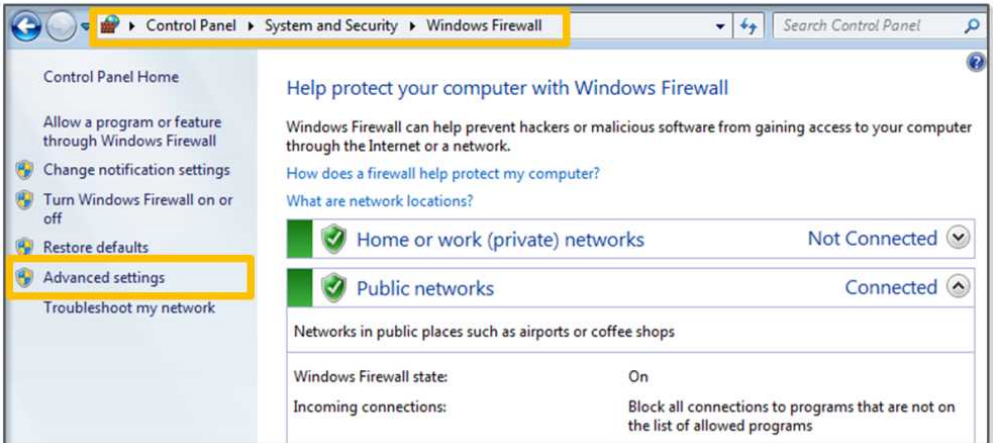 Control Panel ▸ System and Security ▸ Windows Firewall
Search Control Panel
Control Panel Home
Allow a program or feature
through Windows Firewall
Change notification settings
Turn Windows Firewall on or
off
Restore defaults
Advanced settings
Troubleshoot my network
Help protect your computer with Windows Firewall
Windows Firewall can help prevent hackers or malicious software from gaining access to your computer
through the Internet or a network.
How does a firewall help protect my computer?
What are network locations?
Home or work (private) networks Not Connected
Public networks Connected
Networks in public places such as airports or coffee shops
Windows Firewall state: On
Incoming connections: Block all connections to programs that are not on
the list of allowed programs